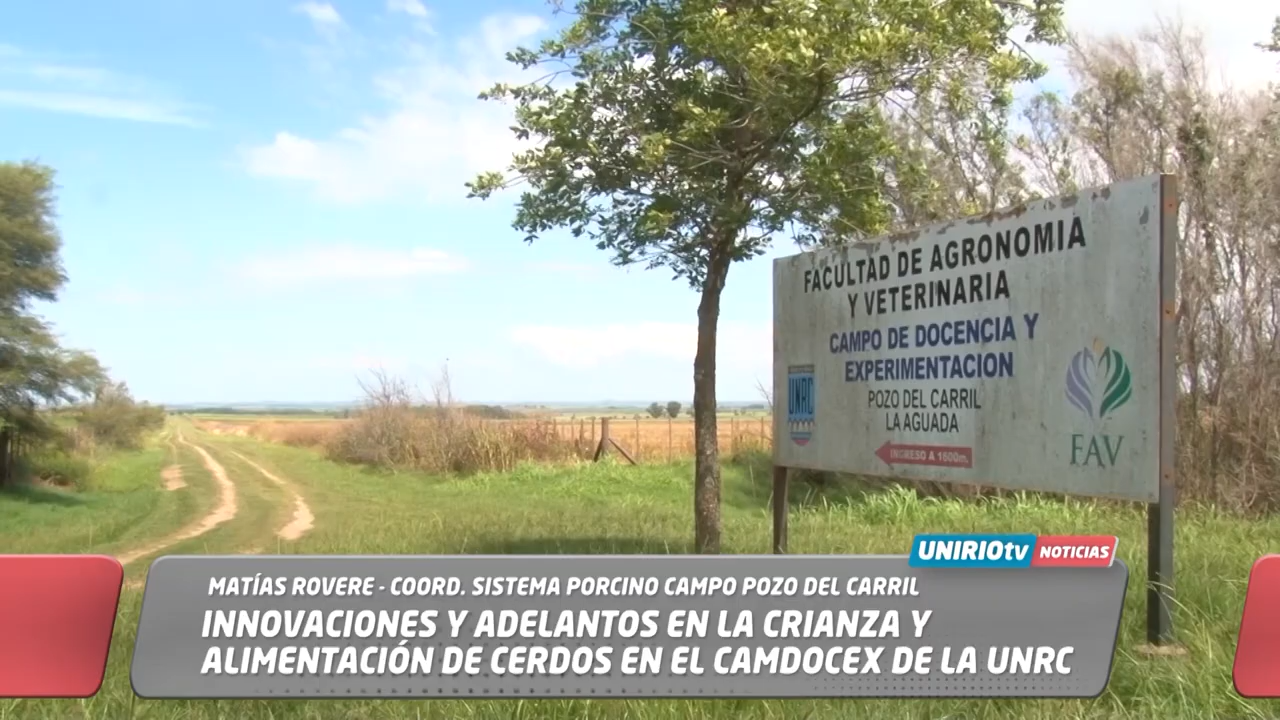 FACULTAD DE AGRONOMIA
Y VETERINARIA
CAMPO DE DOCENCIA Y
EXPERIMENTACION
POZO DEL CARRIL
LA AGUADA
INGRESO A 1600m.
UNRC
FAV
UNIRIOtv NOTICIAS
MATÍAS ROVERE - COORD. SISTEMA PORCINO CAMPO POZO DEL CARRIL
INNOVACIONES Y ADELANTOS EN LA CRIANZA Y
ALIMENTACIÓN DE CERDOS EN EL CAMDOCEX DE LA UNRC